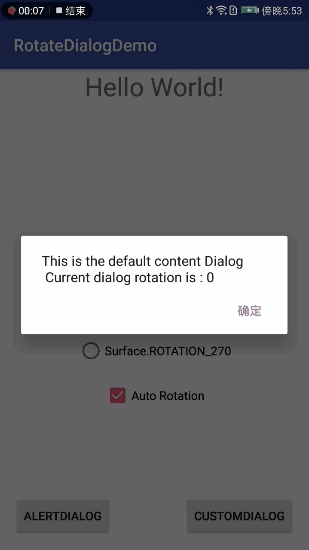 00:07 结束 傍晚5:53
RotateDialogDemo
Hello World!
This is the default content Dialog
Current dialog rotation is : 0
确定
Surface.ROTATION_270
Auto Rotation
ALERTDIALOG CUSTOMDIALOG